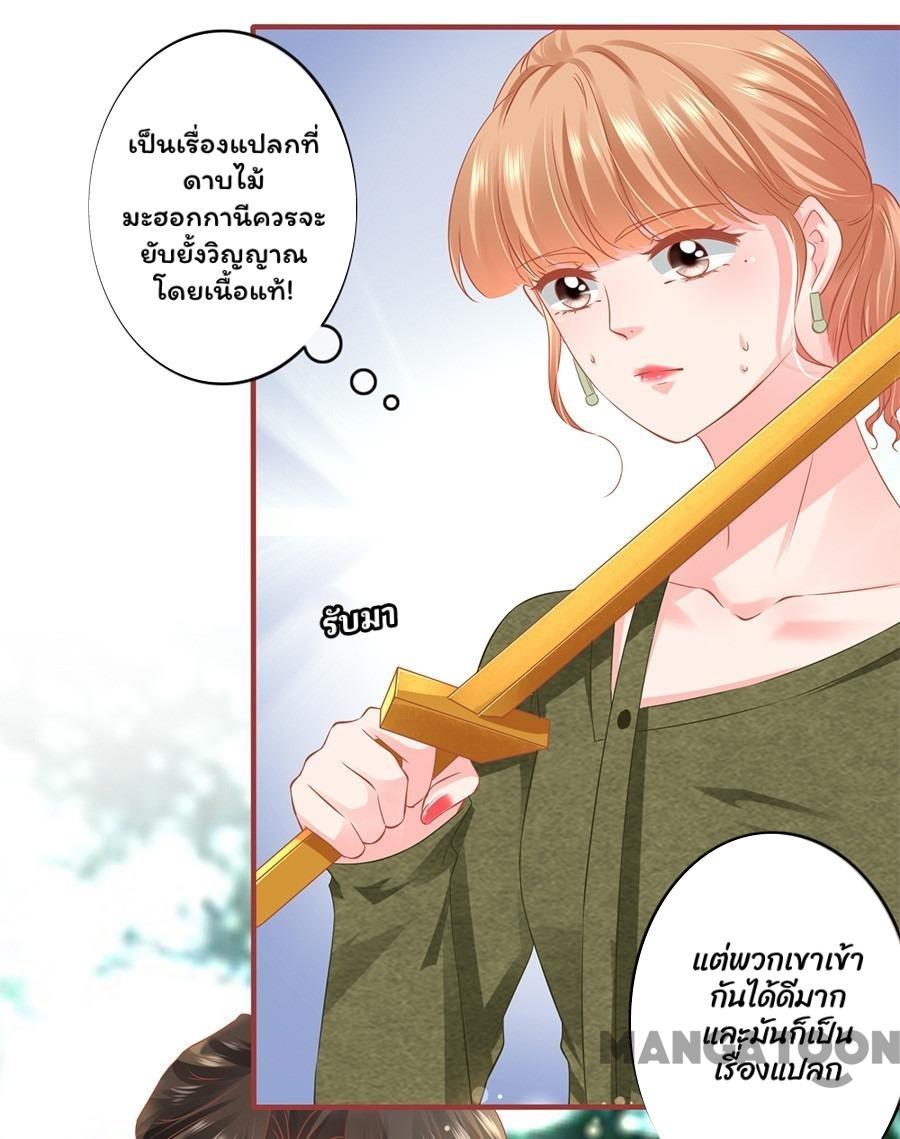 เป็นเรื่องแปลกที่
ดาบไม้
มะฮอกกานีควรจะ
ยับยั้งวิญญาณ
โดยเนื้อแท้!
รับมา
แต่พวกเขาเข้า
กันได้ดีมาก
และมันก็เป็น
เรื่องแปลก
MANGATOON